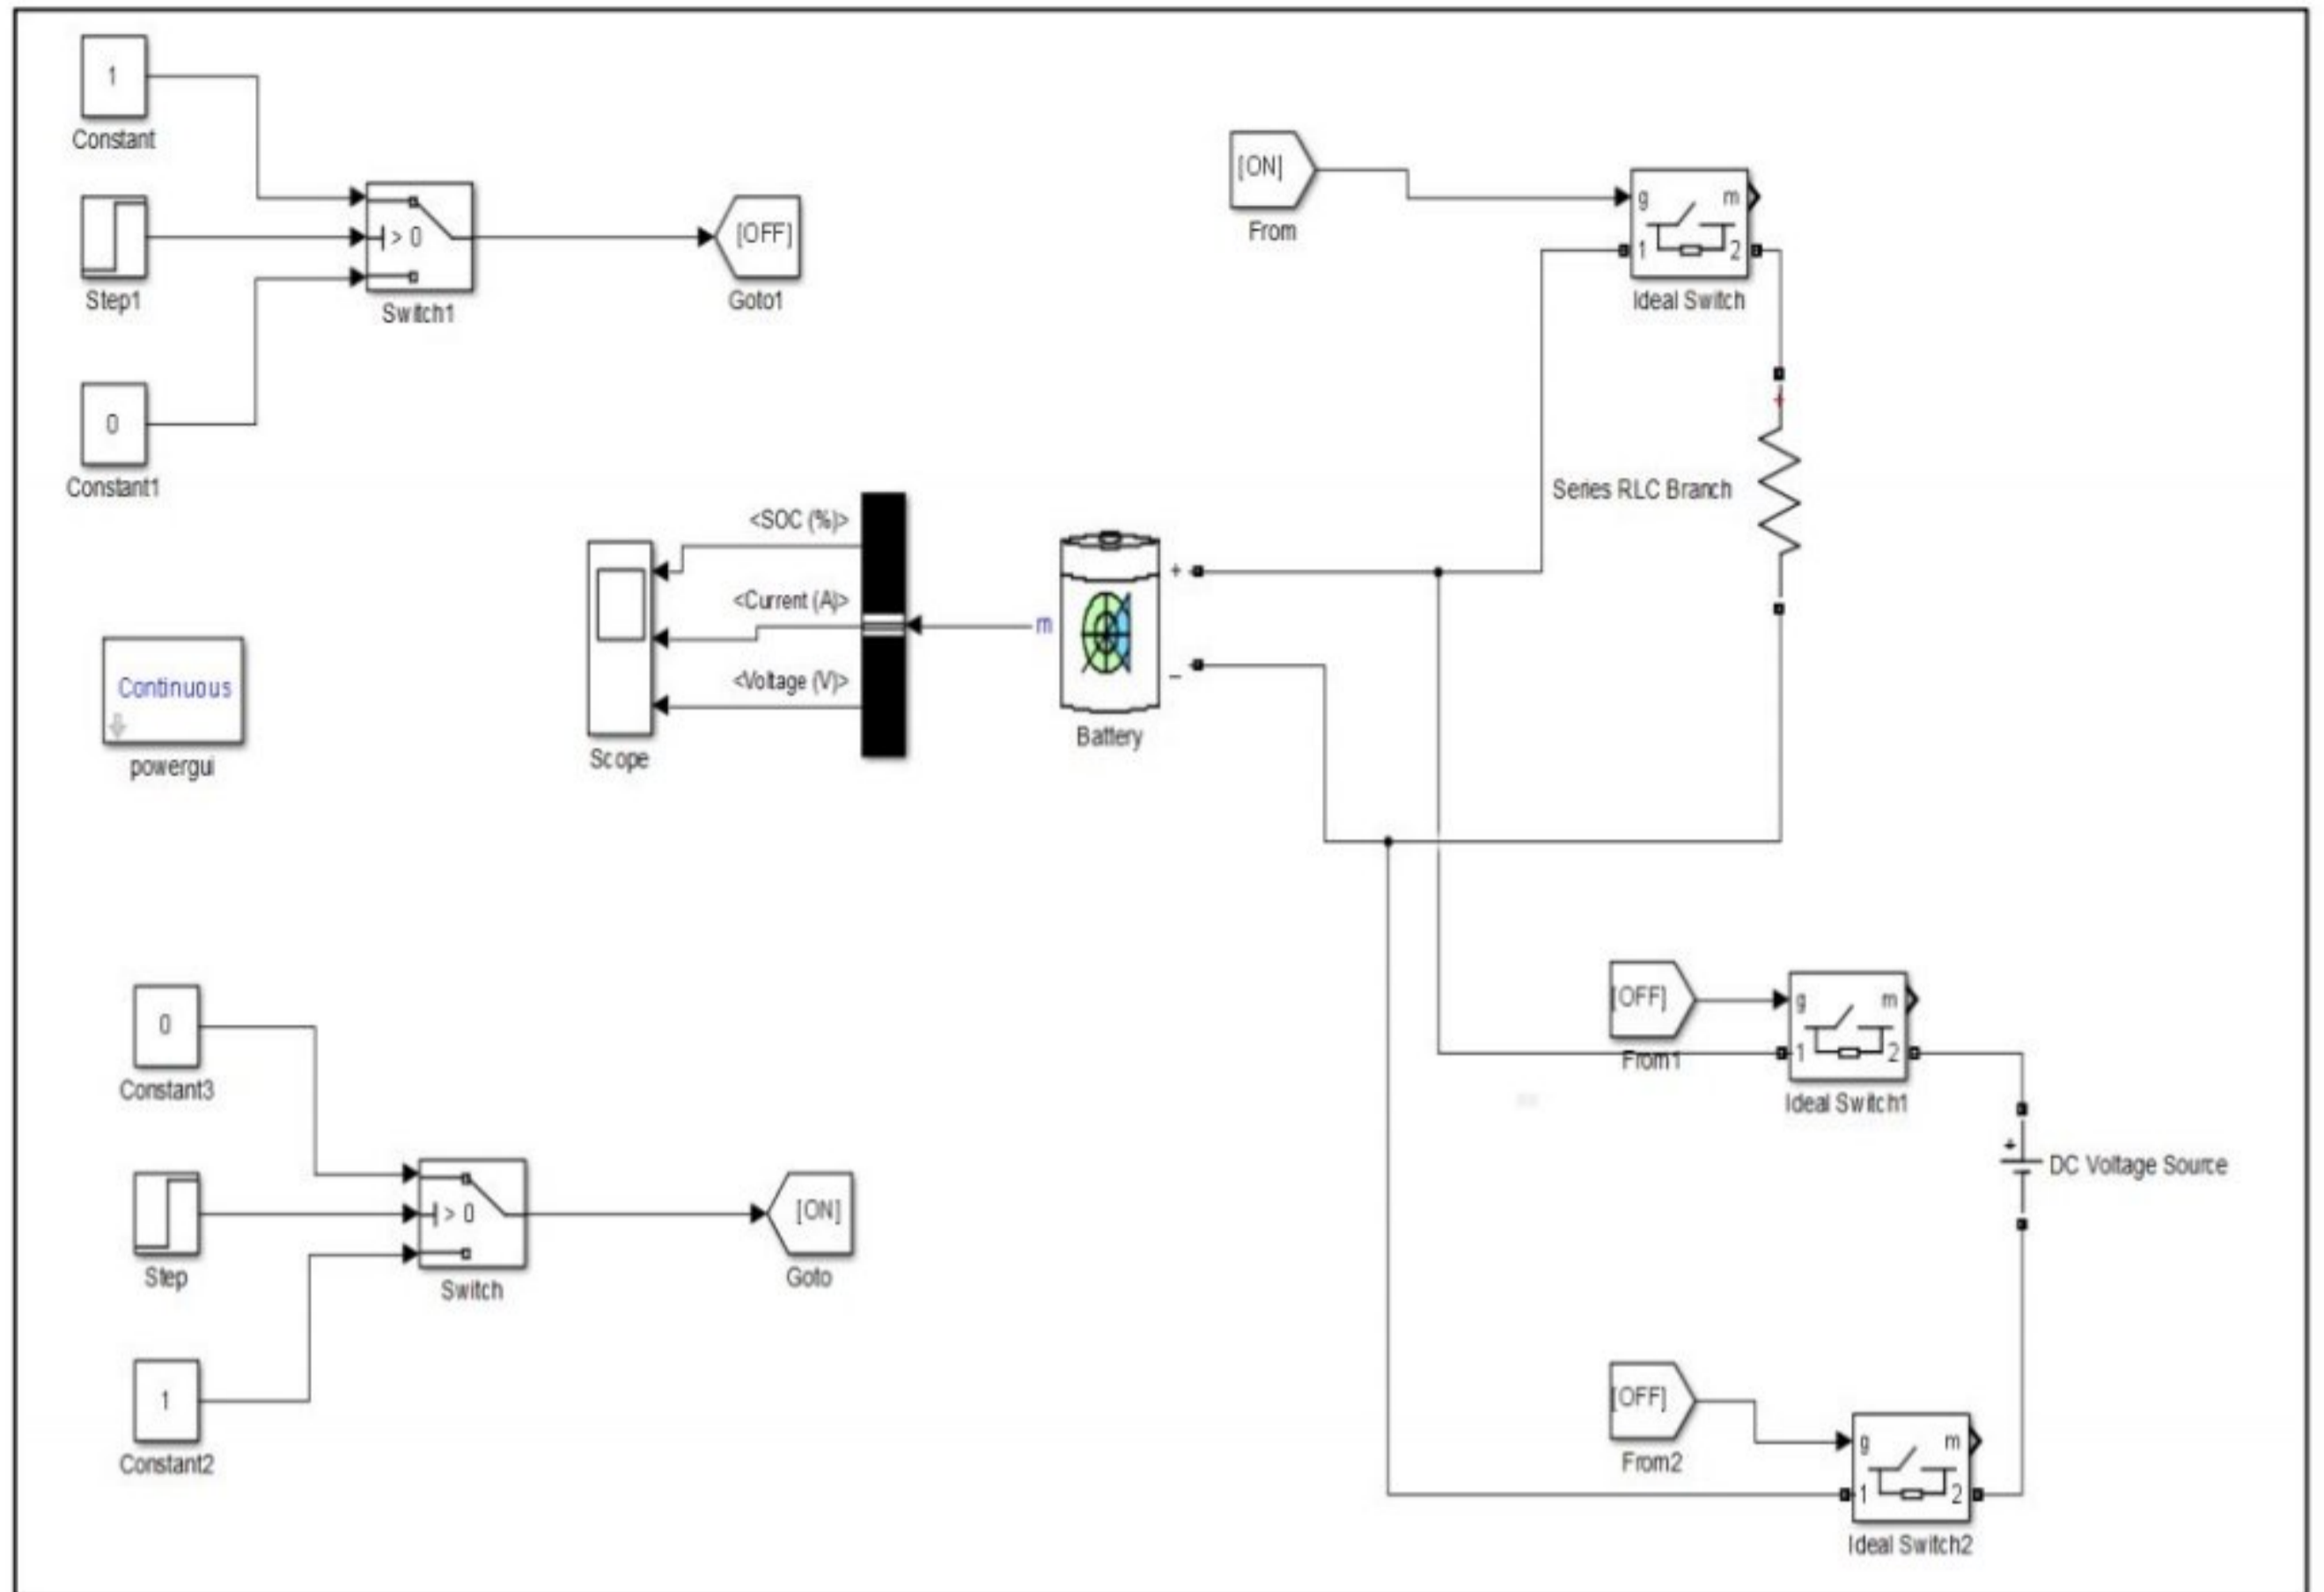 1
Constant
Step1
> 0
Switch1
[OFF]
Goto1
0
Constant1
[ON]
From
g m
1 2
Ideal Switch
+
Series RLC Branch
<SOC (%)>
<Current (A)>
<Voltage (V)>
Scope
m
+
_
Battery
Continuous
powergui
0
Constant3
Step
> 0
Switch
[ON]
Goto
1
Constant2
[OFF]
From1
g m
1 2
Ideal Switch1
+
DC Voltage Source
[OFF]
From2
g m
1 2
Ideal Switch2